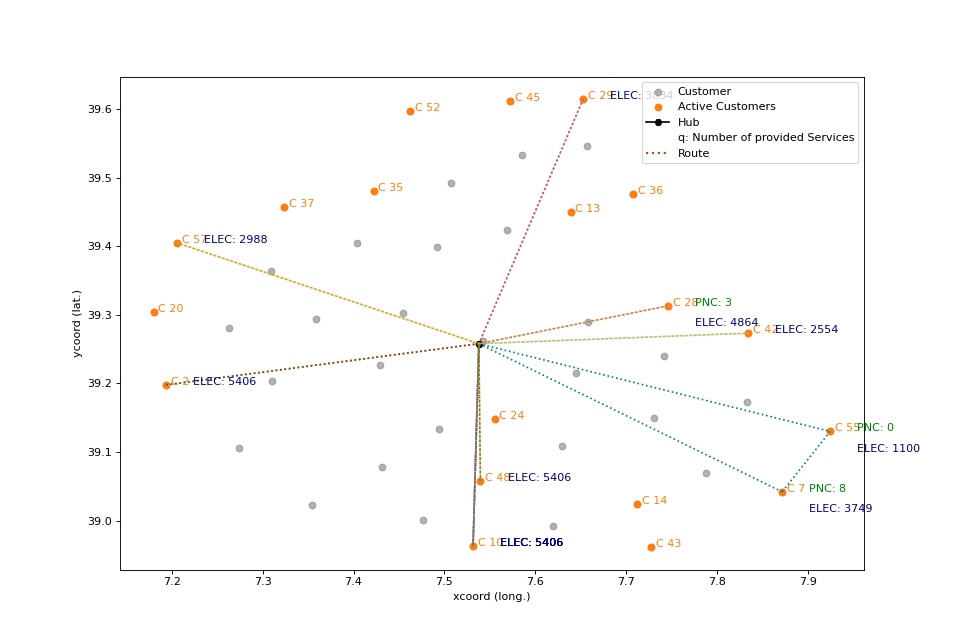 39.6
39.5
39.4
39.3
39.2
39.1
39.0
ycoord (lat.)
7.2
7.3
7.4
7.5
7.6
7.7
7.8
7.9
xcoord (long.)
Customer
Active Customers
Hub
q: Number of provided Services
Route
C 52
C 45
C 29 ELEC:
C 35
C 36
C 37
C 13
C 57 ELEC: 2988
C 20
C 28 PNC: 3
ELEC: 4864
C 42 ELEC: 2554
C 2 ELEC: 5406
C 24
C 55 PNC: 0
ELEC: 1100
C 48 ELEC: 5406
C 7 PNC: 8
ELEC: 3749
C 14
C 10 ELEC: 5406
C 43